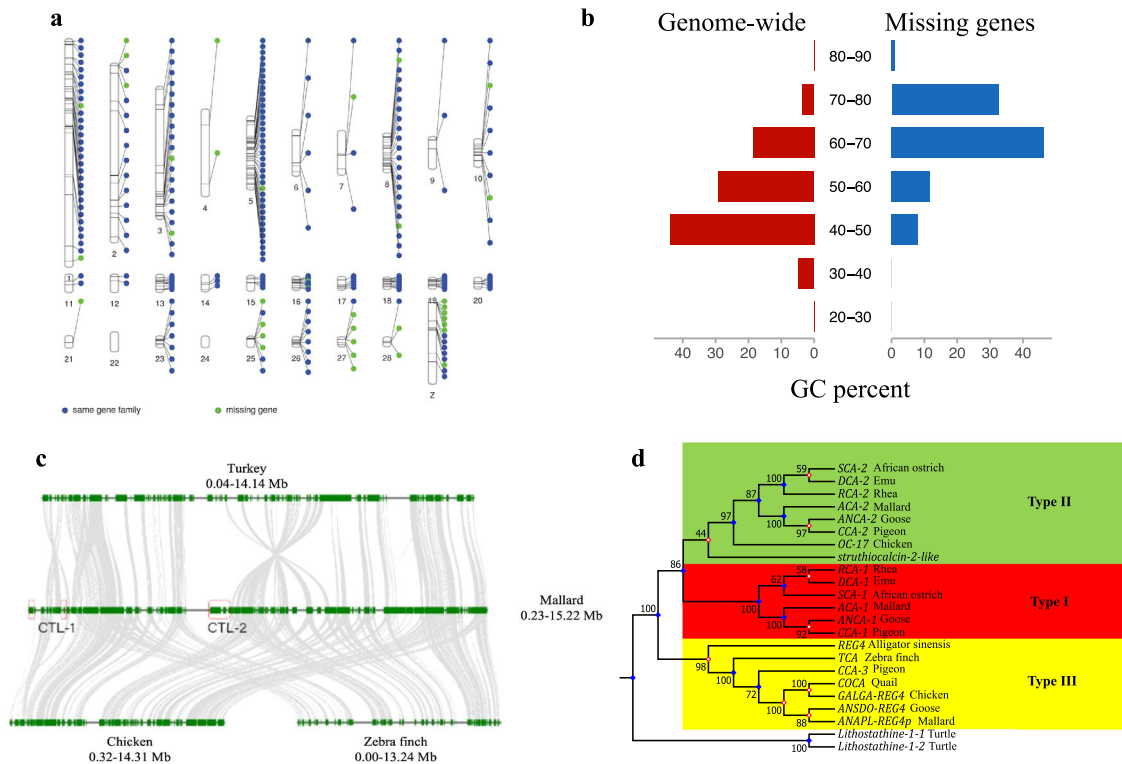 a
1
2
3
4
5
6
7
8
9
10
11
12
13
14
15
16
17
18
19
20
21
22
23
24
25
26
27
28
Z
same gene family
missing gene
b
Genome-wide
Missing genes
80–90
70–80
60–70
50–60
40–50
30–40
20–30
40 30 20 10 0
0 10 20 30 40
GC percent
c
Turkey
0.04-14.14 Mb
CTL-1
CTL-2
Mallard
0.23-15.22 Mb
Chicken
0.32-14.31 Mb
Zebra finch
0.00-13.24 Mb
d
59
SCA-2 African ostrich
100
DCA-2 Emu
87
RCA-2 Rhea
ACA-2 Mallard
97
100
ANCA-2 Goose
97
CCA-2 Pigeon
44
OC-17 Chicken
struthiocalcin-2-like
Type II
86
58
RCA-1 Rhea
62
DCA-1 Emu
SCA-1 African ostrich
100
ACA-1 Mallard
100
ANCA-1 Goose
92
CCA-1 Pigeon
Type I
100
REG4 Alligator sinensis
98
TCA Zebra finch
100
CCA-3 Pigeon
72
100
COCA Quail
GALGA-REG4 Chicken
100
ANSDO-REG4 Goose
88
ANAPL-REG4p Mallard
Type III
Lithostathine-1-1 Turtle
100
Lithostathine-1-2 Turtle